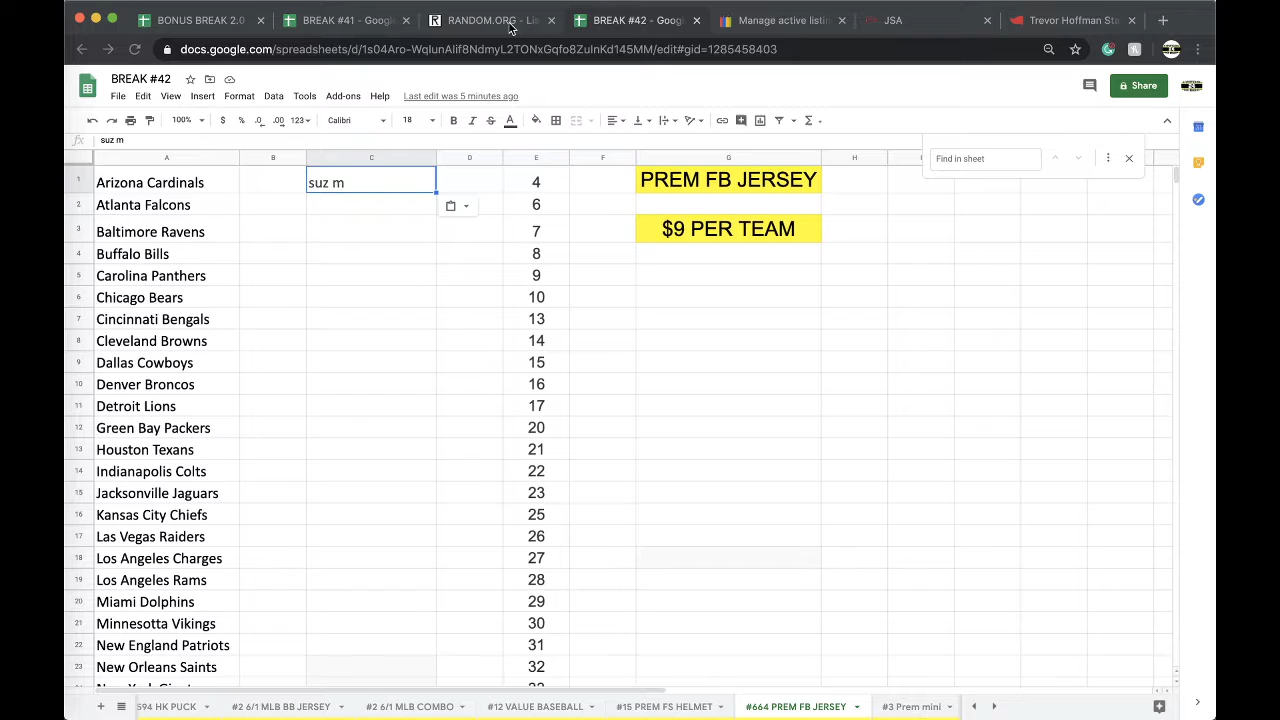 BONUS BREAK 2.0
BREAK #41 - Google
RANDOM.ORG - Lis
BREAK #42 - Goog
Manage active listin
JSA
Trevor Hoffman Sta
docs.google.com/spreadsheets/d/1s04Aro-WqlunAlif8NdmyL2TONxGqfo8ZulnKd145MM/edit#gid=1285458403
BREAK #42
File Edit View Insert Format Data Tools Add-ons Help Last edit was 5 minutes ago
Share
100% $ % .0 .00 123 Calibri 18 B I S A
fx suz m
Find in sheet
A B C D E F G H
1 Arizona Cardinals suz m 4 PREM FB JERSEY
2 Atlanta Falcons 6
3 Baltimore Ravens 7 $9 PER TEAM
4 Buffalo Bills 8
5 Carolina Panthers 9
6 Chicago Bears 10
7 Cincinnati Bengals 13
8 Cleveland Browns 14
9 Dallas Cowboys 15
10 Denver Broncos 16
11 Detroit Lions 17
12 Green Bay Packers 20
13 Houston Texans 21
14 Indianapolis Colts 22
15 Jacksonville Jaguars 23
16 Kansas City Chiefs 25
17 Las Vegas Raiders 26
18 Los Angeles Charges 27
19 Los Angeles Rams 28
20 Miami Dolphins 29
21 Minnesota Vikings 30
22 New England Patriots 31
23 New Orleans Saints 32
594 HK PUCK #2 6/1 MLB BB JERSEY #2 6/1 MLB COMBO #12 VALUE BASEBALL #15 PREM FS HELMET #664 PREM FB JERSEY #3 Prem mini